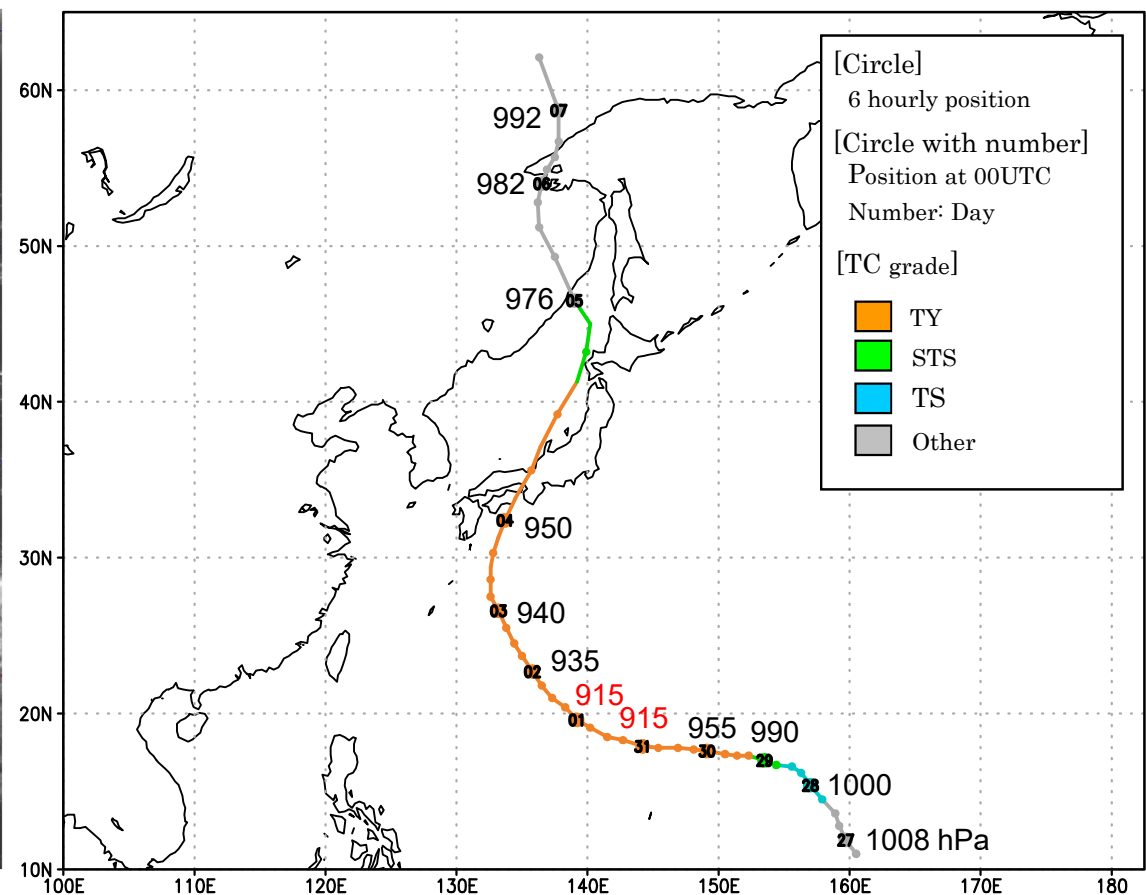 60N
50N
40N
30N
20N
10N
100E
110E
120E
130E
140E
150E
160E
170E
180
[Circle]
6 hourly position
[Circle with number]
Position at 00UTC
Number: Day
[TC grade]
TY
STS
TS
Other
992
07
982
06
976
05
04
950
03
940
02
935
01
915
915
31
955
30
990
29
28
1000
27
1008 hPa